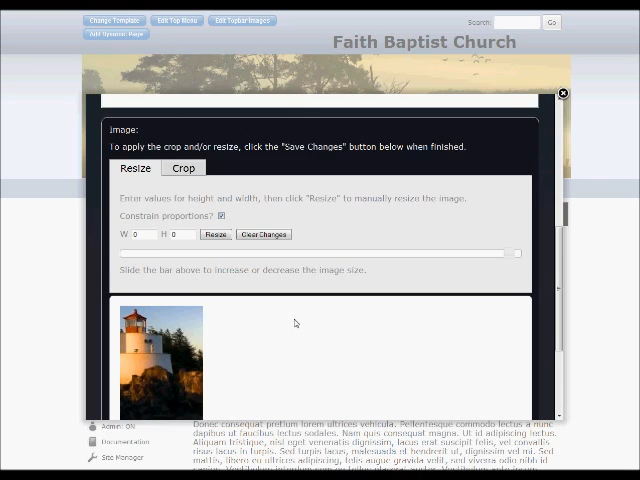 Change Template
Edit Top Menu
Edit Topbar Images
Search:
Go
Add Dynamic Page
Faith Baptist Church
Image:
To apply the crop and/or resize, click the "Save Changes" button below when finished.
Resize
Crop
Enter values for height and width, then click "Resize" to manually resize the image.
Constrain proportions?
W 0 H 0 Resize Clear Changes
Slide the bar above to increase or decrease the image size.
Admin: ON
Documentation
Site Manager
Donec consequat pretium lorem ultrices vehicula. Pellentesque commodo lectus a nunc
dapibus ut faucibus lectus sodales. Nam quis consequat magna. Ut id adipiscing lectus.
Aliquam tristique, nisl eget venenatis dignissim, lacus erat suscipit felis, vel convallis
risus lacus in turpis. Sed turpis lacus, malesuada et hendrerit ut, dignissim vel mi. Sed
mattis, libero eu ultrices adipiscing, felis augue gravida velit, sed viverra odio nibh id